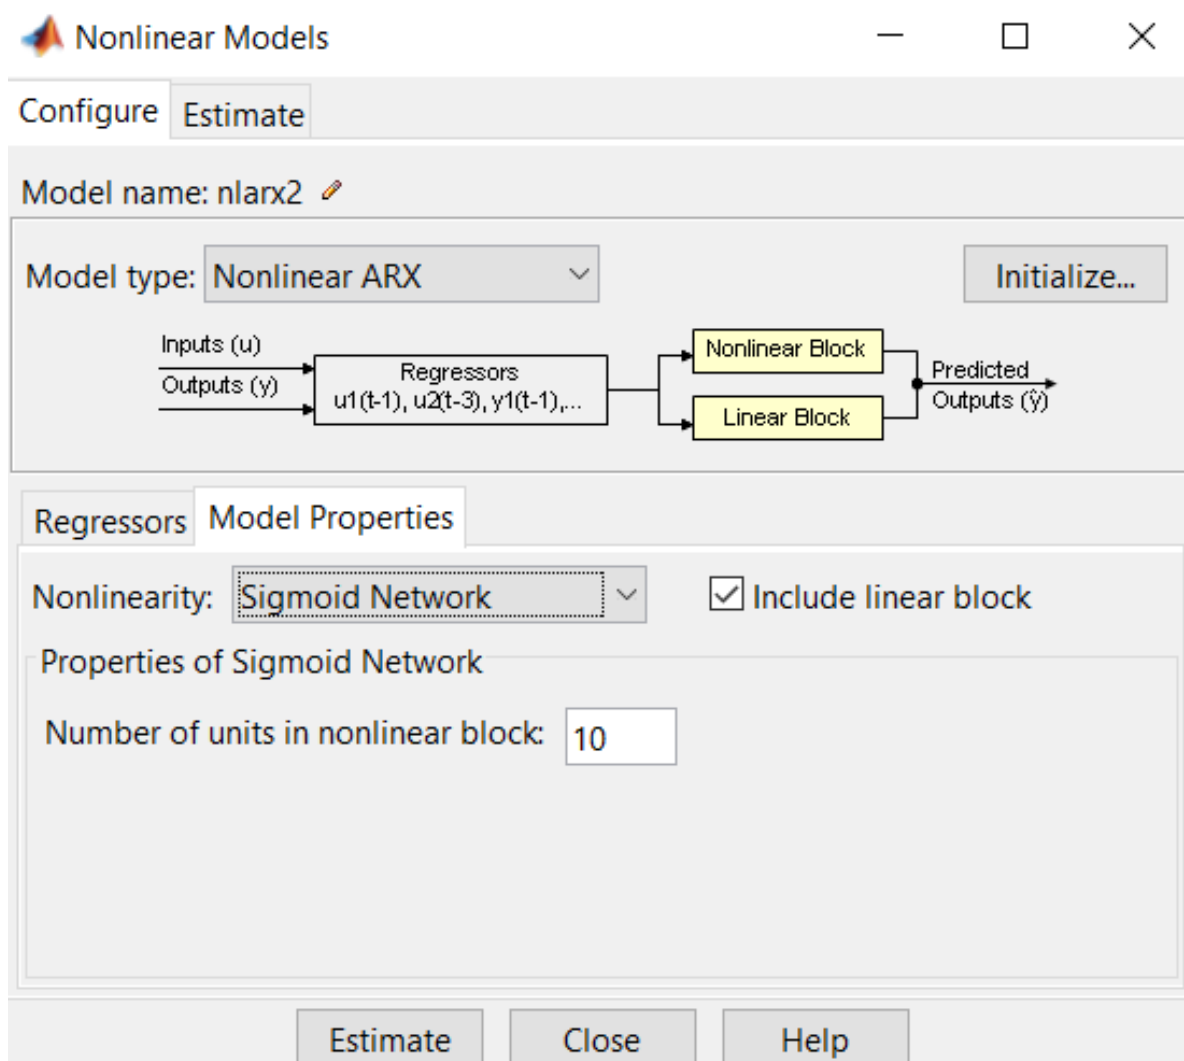 Nonlinear Models
Configure
Estimate
Model name: nlarx2
Model type: Nonlinear ARX
Initialize...
Inputs (u)
Outputs (y)
Regressors
u1(t-1), u2(t-3), y1(t-1),...
Nonlinear Block
Linear Block
Predicted
Outputs (ŷ)
Regressors
Model Properties
Nonlinearity: Sigmoid Network
Include linear block
Properties of Sigmoid Network
Number of units in nonlinear block: 10
Estimate
Close
Help